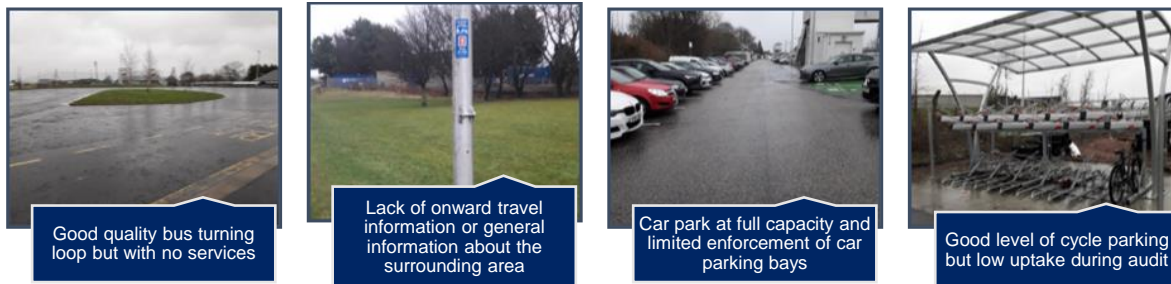 Good quality bus turning
loop but with no services
Lack of onward travel
information or general
information about the
surrounding area
Car park at full capacity and
limited enforcement of car
parking bays
Good level of cycle parking
but low uptake during audit